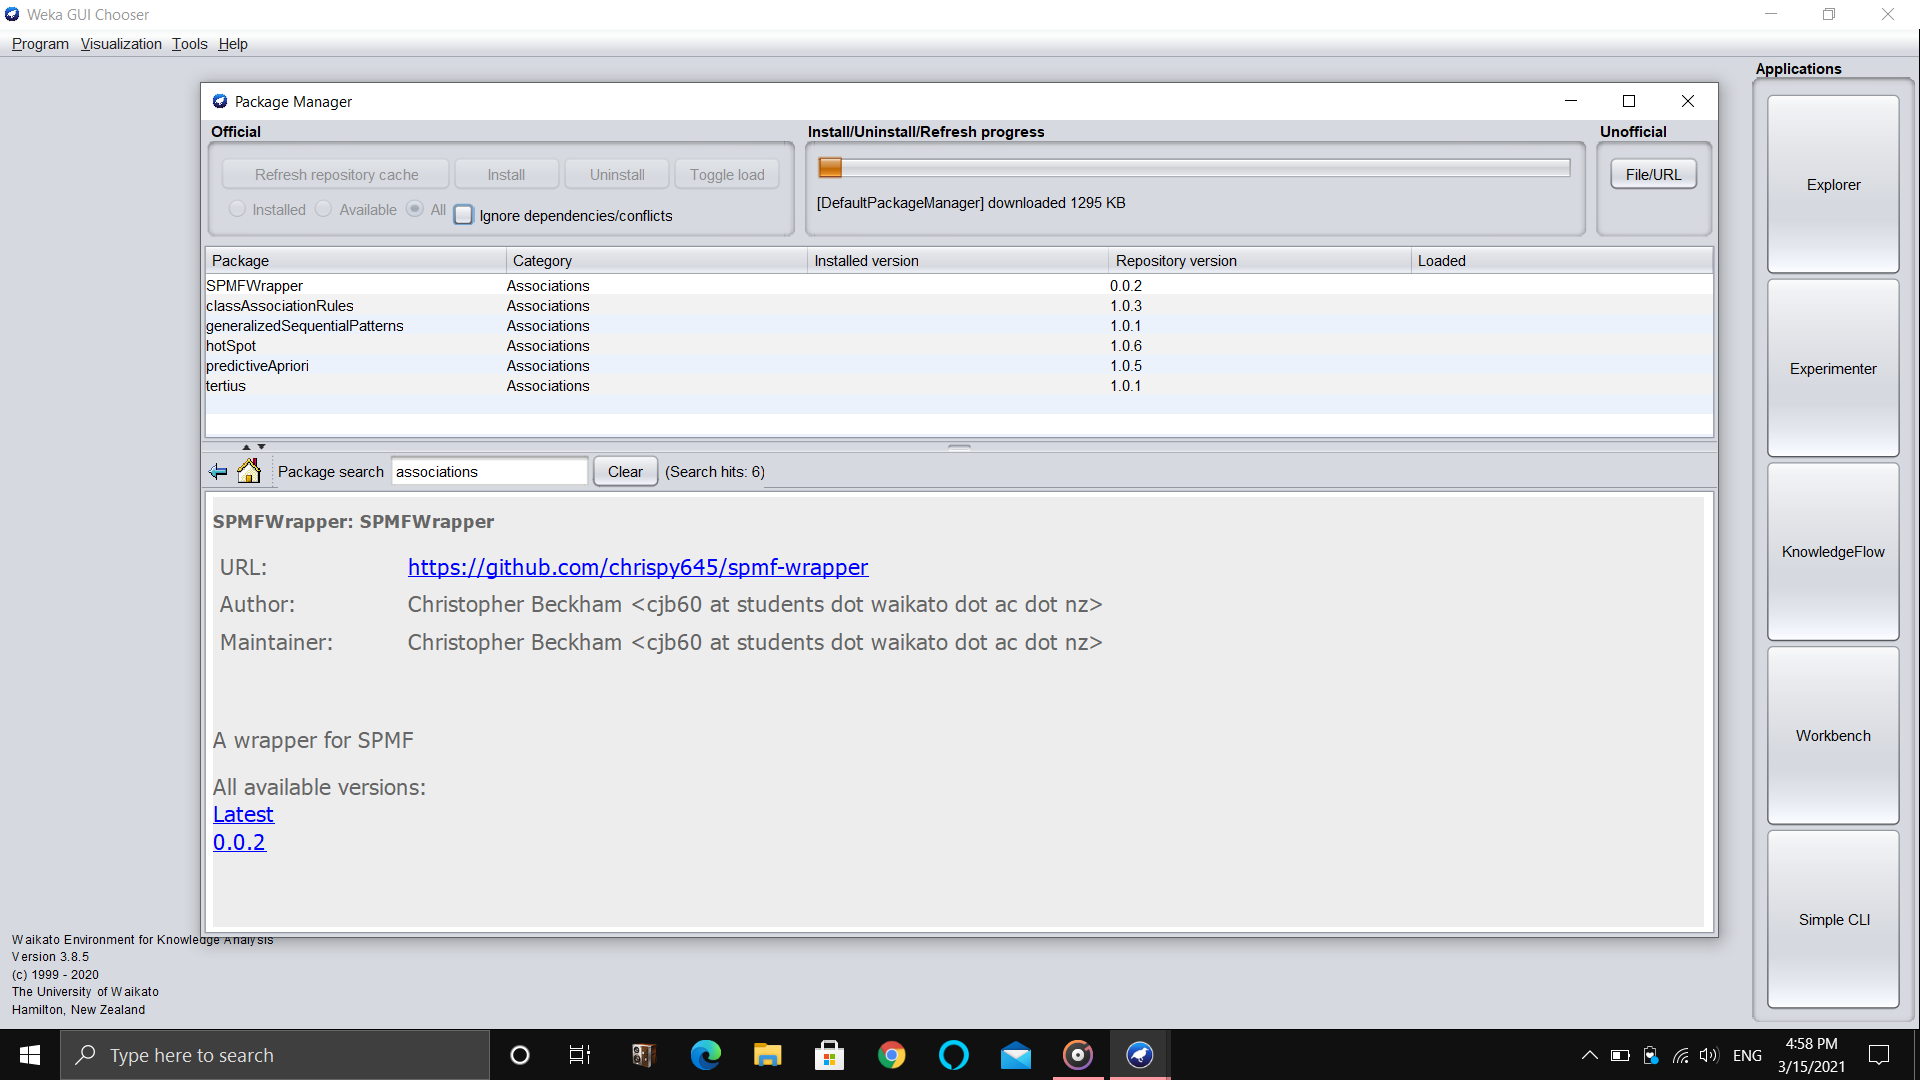 Weka GUI Chooser
Program Visualization Tools Help
Applications
Package Manager
Official
Install/Uninstall/Refresh progress
Unofficial
Refresh repository cache Install Uninstall Toggle load
File/URL
Installed Available All Ignore dependencies/conflicts
[DefaultPackageManager] downloaded 1295 KB
Explorer
Package Category Installed version Repository version Loaded
SPMFWrapper Associations 0.0.2
classAssociationRules Associations 1.0.3
generalizedSequentialPatterns Associations 1.0.1
hotSpot Associations 1.0.6
predictiveApriori Associations 1.0.5
tertius Associations 1.0.1
Experimenter
Package search associations Clear (Search hits: 6)
SPMFWrapper: SPMFWrapper
URL: https://github.com/chrispy645/spmf-wrapper
Author: Christopher Beckham <cjb60 at students dot waikato dot ac dot nz>
Maintainer: Christopher Beckham <cjb60 at students dot waikato dot ac dot nz>
KnowledgeFlow
A wrapper for SPMF
All available versions:
Latest
0.0.2
Workbench
Simple CLI
Waikato Environment for Knowledge Analysis
Version 3.8.5
(c) 1999 - 2020
The University of Waikato
Hamilton, New Zealand
Type here to search
ENG
4:58 PM
3/15/2021